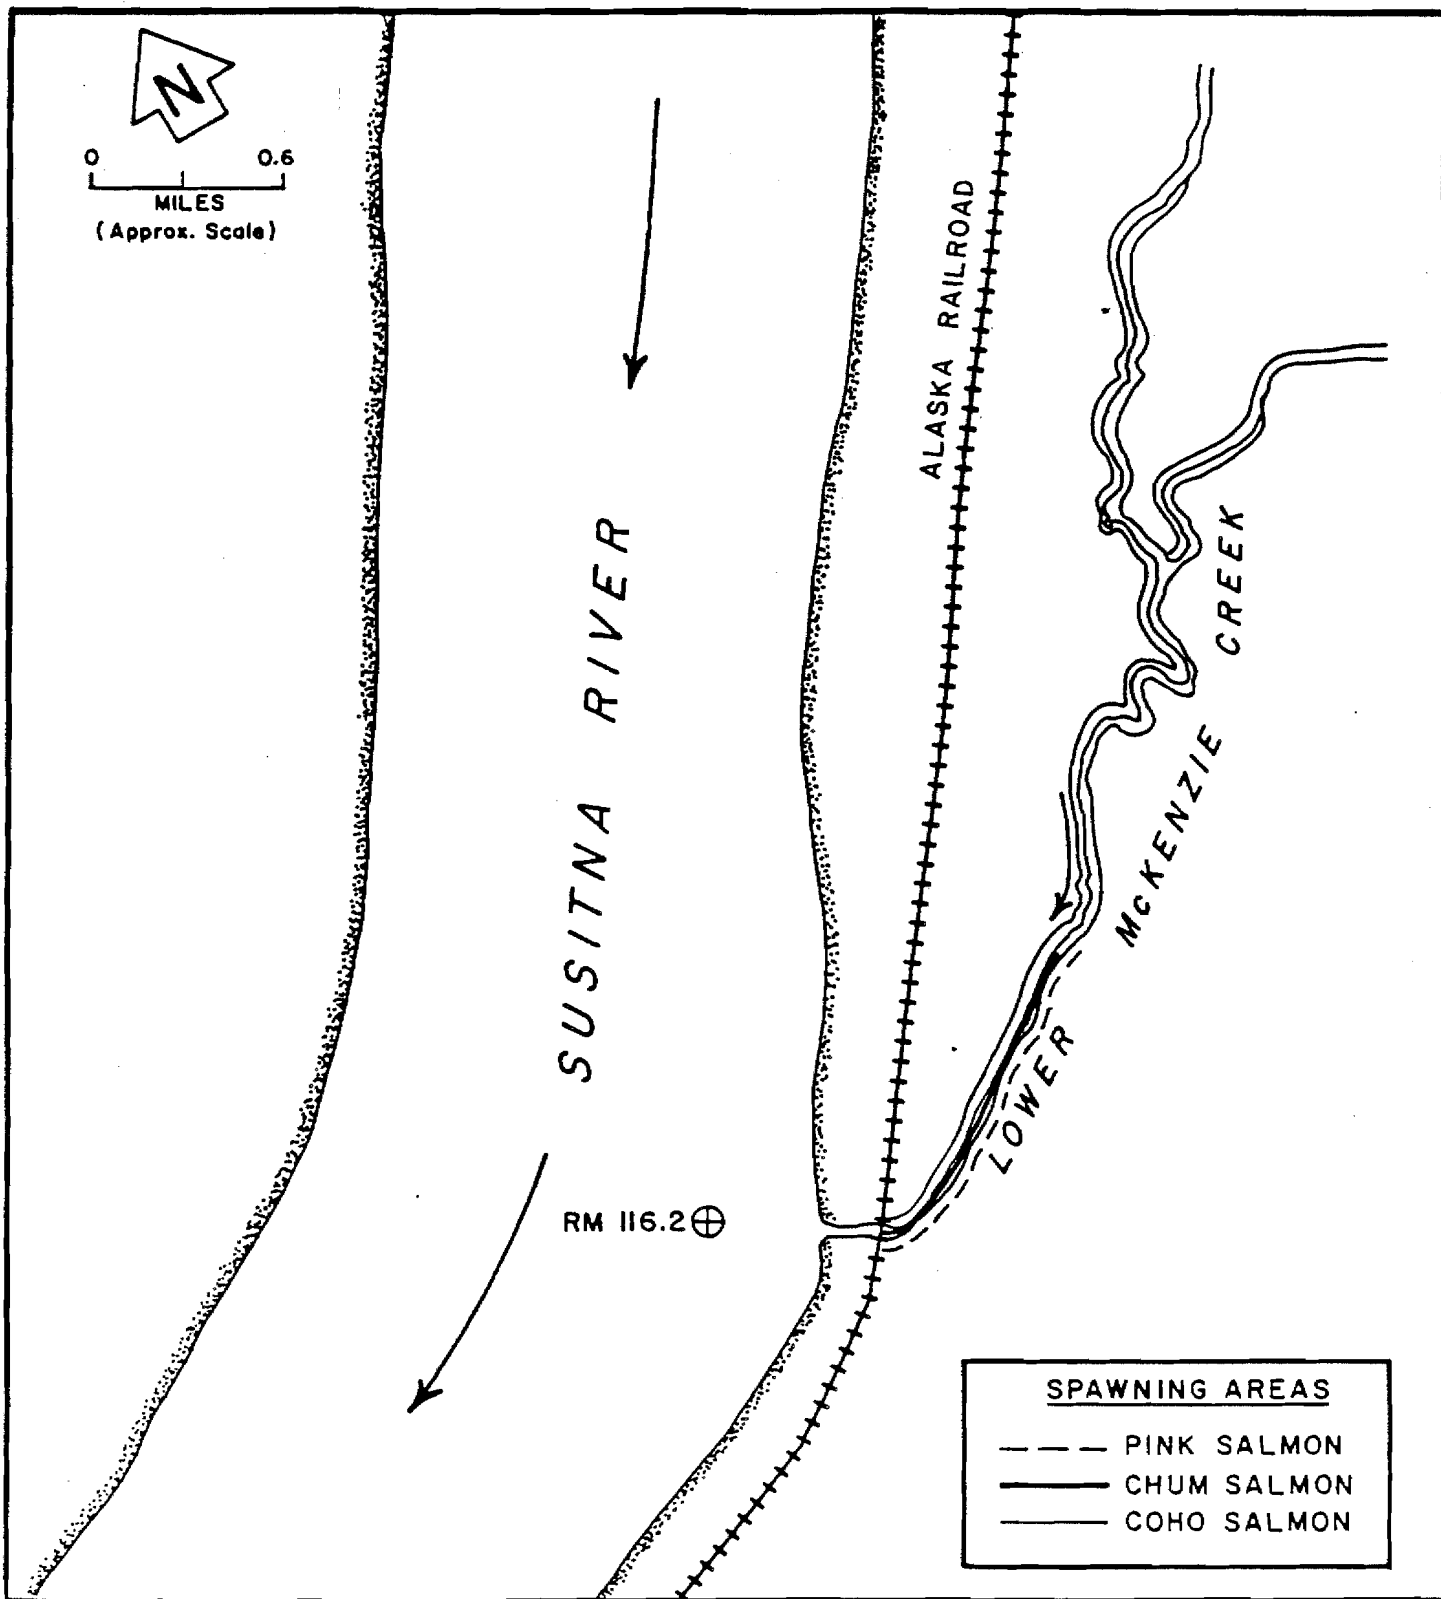 N
0 0.6
MILES
(Approx. Scale)
ALASKA RAILROAD
SUSITNA RIVER
LOWER McKENZIE CREEK
RM 116.2
SPAWNING AREAS
PINK SALMON
CHUM SALMON
COHO SALMON